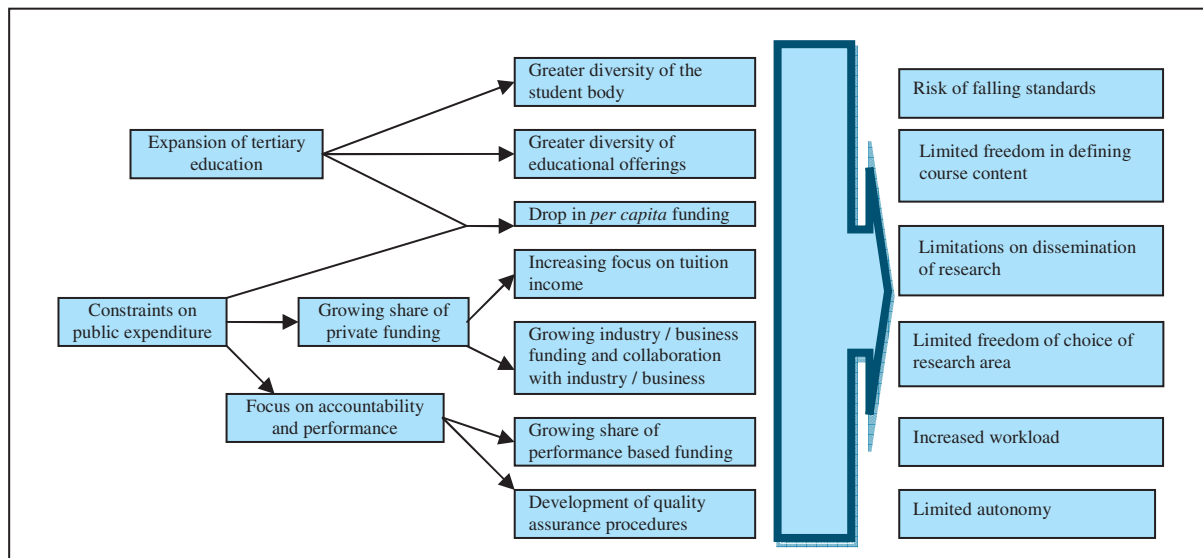 Expansion of tertiary
education
Constraints on
public expenditure
Growing share of
private funding
Focus on accountability
and performance
Greater diversity of the
student body
Greater diversity of
educational offerings
Drop in per capita funding
Increasing focus on tuition
income
Growing industry / business
funding and collaboration
with industry / business
Growing share of
performance based funding
Development of quality
assurance procedures
Risk of falling standards
Limited freedom in defining
course content
Limitations on dissemination
of research
Limited freedom of choice of
research area
Increased workload
Limited autonomy